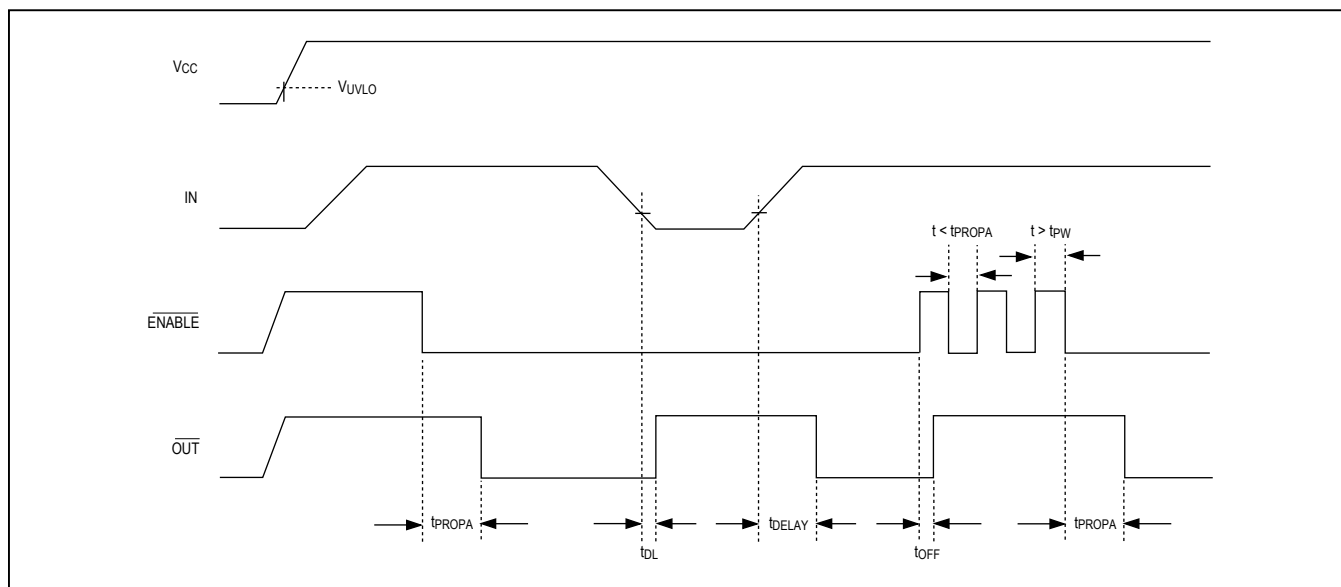 VCC
VUVLO
IN
t < tPROPA
t > tPW
ENABLE
OUT
tPROPA
tDL
tDELAY
tOFF
tPROPA